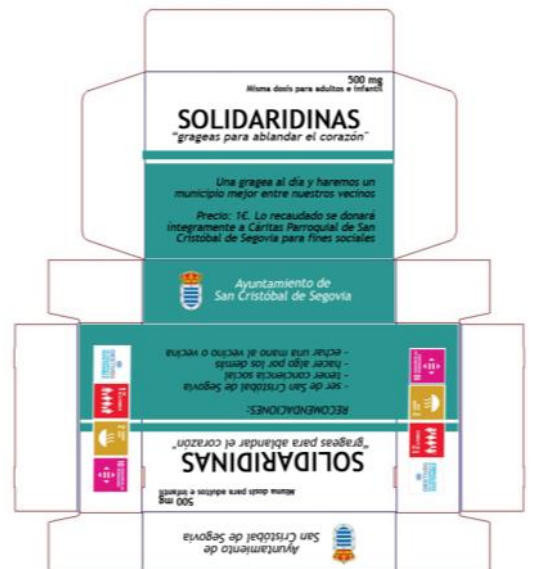 500 mg
Misma dosis para adultos e infantil
SOLIDARIDINAS
"grageas para ablandar el corazón"
Una gragea al día y haremos un
municipio mejor entre nuestros vecinos
Precio: 1€. Lo recaudado se donará
íntegramente a Cáritas Parroquial de San
Cristóbal de Segovia para fines sociales
Ayuntamiento de
San Cristóbal de Segovia
RECOMENDACIONES:
- ser de San Cristóbal de Segovia
- tener conciencia social
- hacer algo por los demás
- echar una mano al vecino o vecina
SOLIDARIDINAS
"grageas para ablandar el corazón"
500 mg
Misma dosis para adultos e infantil
Ayuntamiento de
San Cristóbal de Segovia